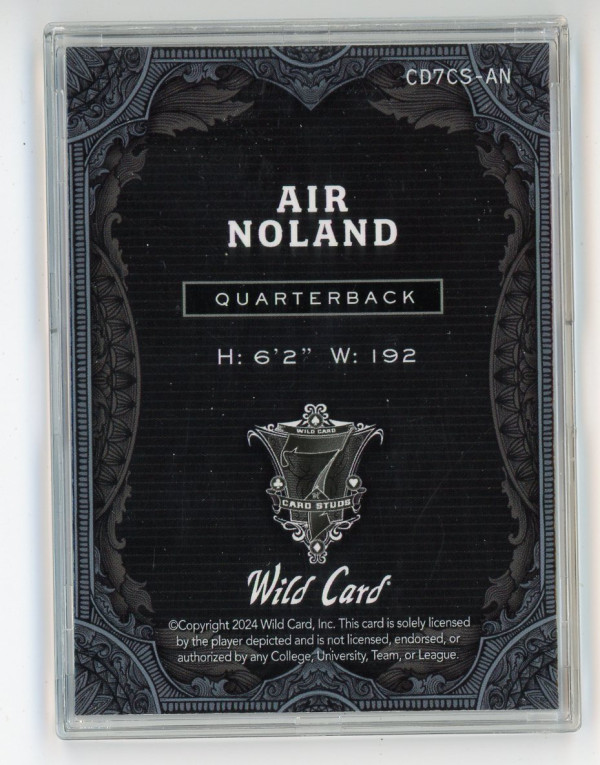 CD7CS-AN
AIR
NOLAND
QUARTERBACK
H: 6'2" W: 192
WILD CARD
7
CARD STUDS
Wild Card
©Copyright 2024 Wild Card, Inc. This card is solely licensed
by the player depicted and is not licensed, endorsed, or
authorized by any College, University, Team, or League.